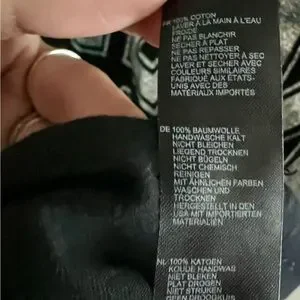 FR 100% COTON
LAVER À LA MAIN À L'EAU
FROIDE
NE PAS BLANCHIR
SÉCHER À PLAT
NE PAS REPASSER
NE PAS NETTOYER À SEC
LAVER ET SÉCHER AVEC
COULEURS SIMILAIRES
FABRIQUÉ AUX ÉTATS-
UNIS AVEC DES
MATÉRIAUX IMPORTÉS
DE 100% BAUMWOLLE
HANDWÄSCHE KALT
NICHT BLEICHEN
LIEGEND TROCKNEN
NICHT BÜGELN
NICHT CHEMISCH
REINIGEN
MIT ÄHNLICHEN FARBEN
WASCHEN UND
TROCKNEN
HERGESTELLT IN DEN
USA MIT IMPORTIERTEN
MATERIALIEN
NL 100% KATOEN
KOUDE HANDWAS
NIET BLEKEN
PLAT DROGEN
NIET STRIJKEN
GEEN DROOGKUIS